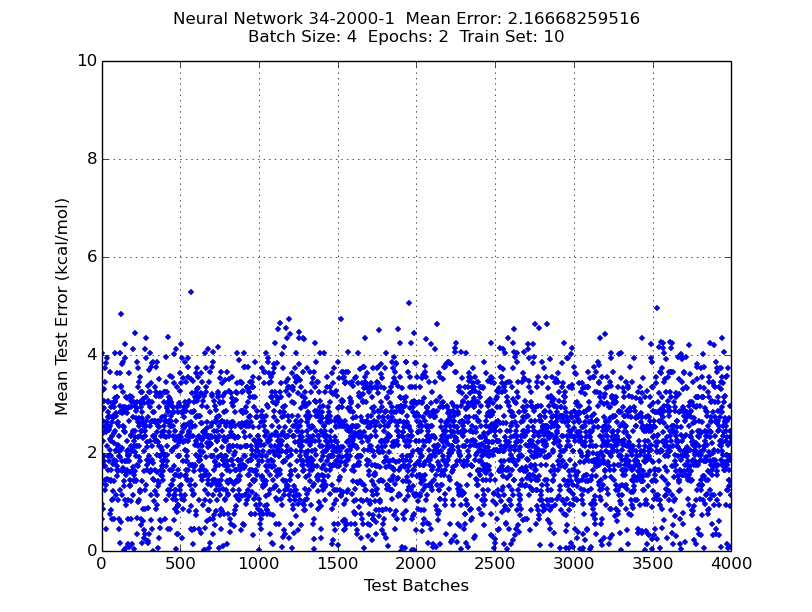 Neural Network 34-2000-1  Mean Error: 2.16668259516
Batch Size: 4  Epochs: 2  Train Set: 10
Mean Test Error (kcal/mol)
10
8
6
4
2
0
0 500 1000 1500 2000 2500 3000 3500 4000
Test Batches